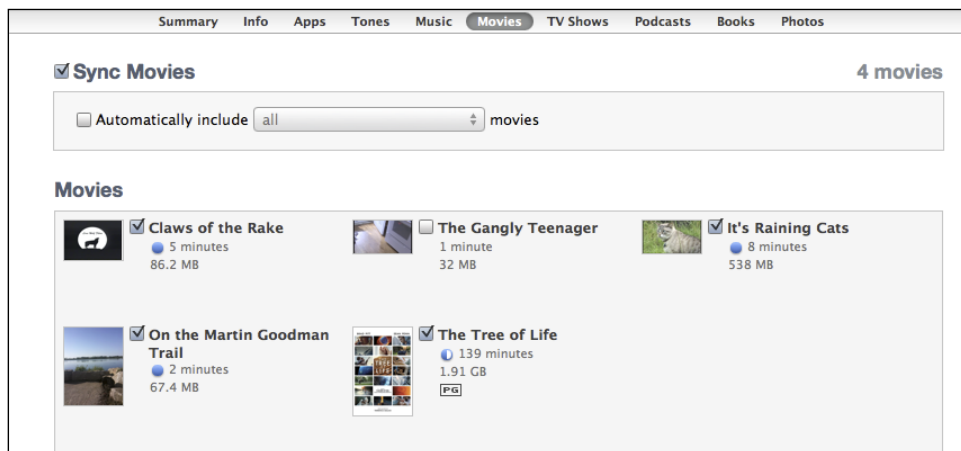 Summary Info Apps Tones Music Movies TV Shows Podcasts Books Photos
Sync Movies
4 movies
Automatically include all movies
Movies
Claws of the Rake
5 minutes
86.2 MB
The Gangly Teenager
1 minute
32 MB
It's Raining Cats
8 minutes
538 MB
On the Martin Goodman
Trail
2 minutes
67.4 MB
The Tree of Life
139 minutes
1.91 GB
PG